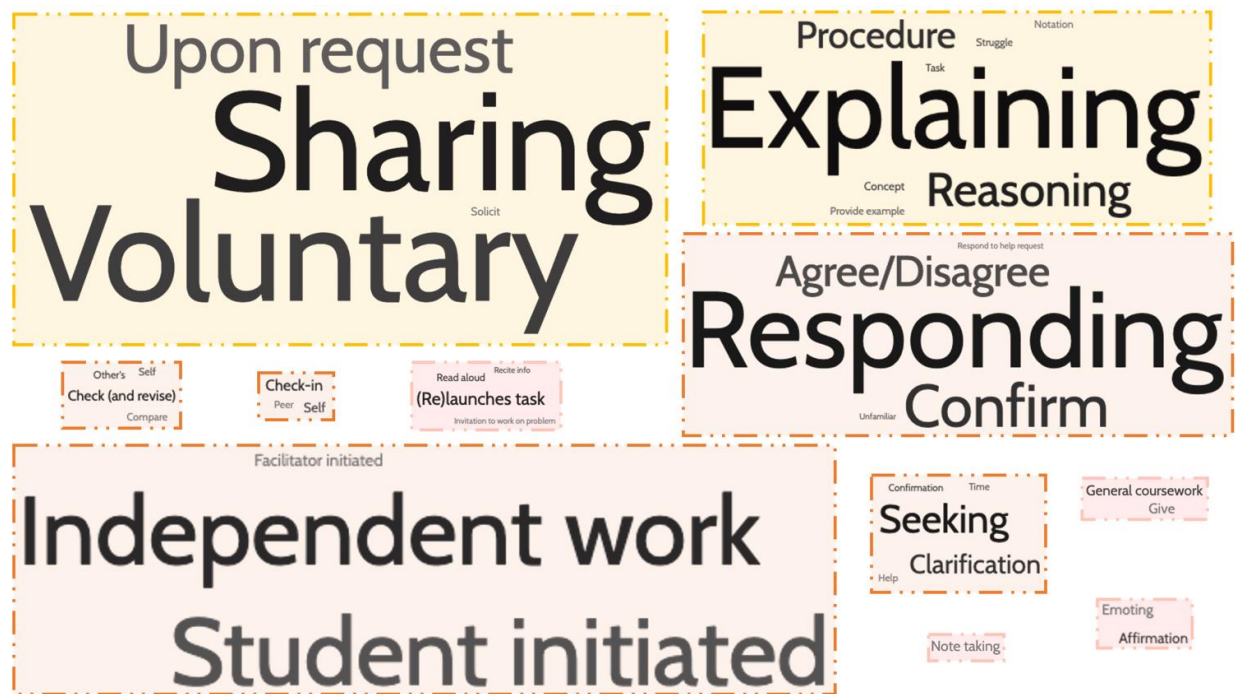 Upon request
Sharing
Solicit
Voluntary
Notation
Procedure
Struggle
Task
Explaining
Concept
Reasoning
Provide example
Respond to help request
Agree/Disagree
Responding
Unfamiliar
Confirm
Other's
Self
Check (and revise)
Compare
Check-in
Peer
Self
Recite info
Read aloud
(Re)launches task
Invitation to work on problem
Facilitator initiated
Independent work
Student initiated
Confirmation
Time
Seeking
Clarification
Help
General coursework
Give
Emoting
Affirmation
Note taking